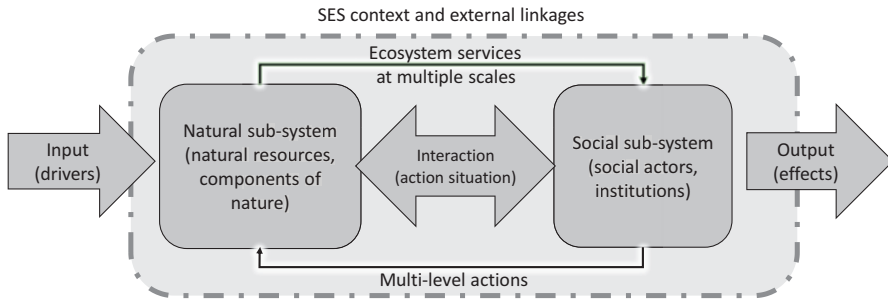 SES context and external linkages
Ecosystem services
at multiple scales
Input
(drivers)
Natural sub-system
(natural resources,
components of
nature)
Interaction
(action situation)
Social sub-system
(social actors,
institutions)
Output
(effects)
Multi-level actions